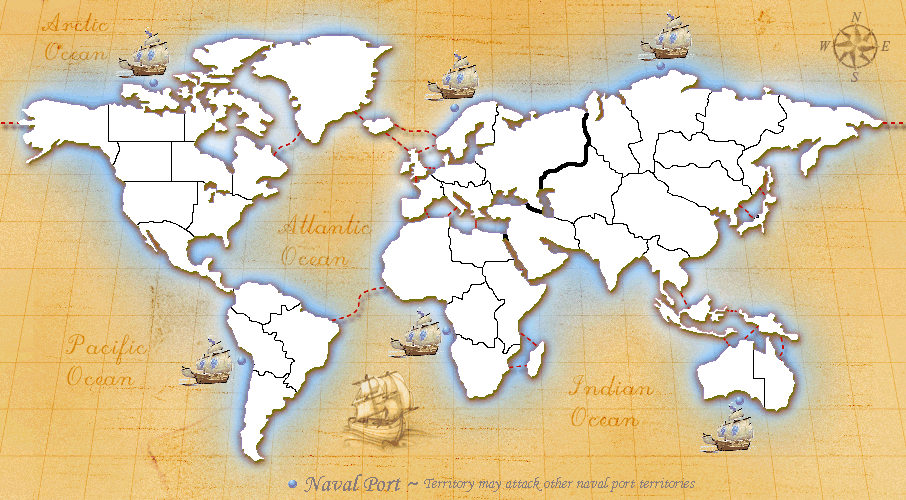 Arctic
Ocean
N
W E
S
Atlantic
Ocean
Pacific
Ocean
Indian
Ocean
Naval Port ~ Territory may attack other naval port territories